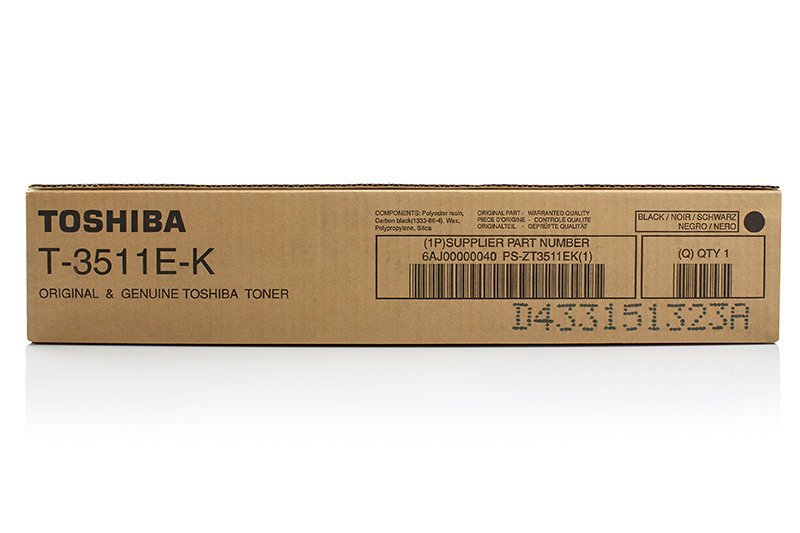 TOSHIBA
T-3511E-K
ORIGINAL & GENUINE TOSHIBA TONER
COMPONENTS: Polyester resin,
Carbon black(1333-86-4), Wax,
Polypropylene, Silica
ORIGINAL PART - WARRANTED QUALITY
PIECE D'ORIGINE - CONTROLE QUALITE
ORIGINALTEIL - GEPRÜFTE QUALITÄT
BLACK / NOIR / SCHWARZ
NEGRO / NERO
(1P)SUPPLIER PART NUMBER
6AJ00000040 PS-ZT3511EK(1)
(Q) QTY 1
D433151323A